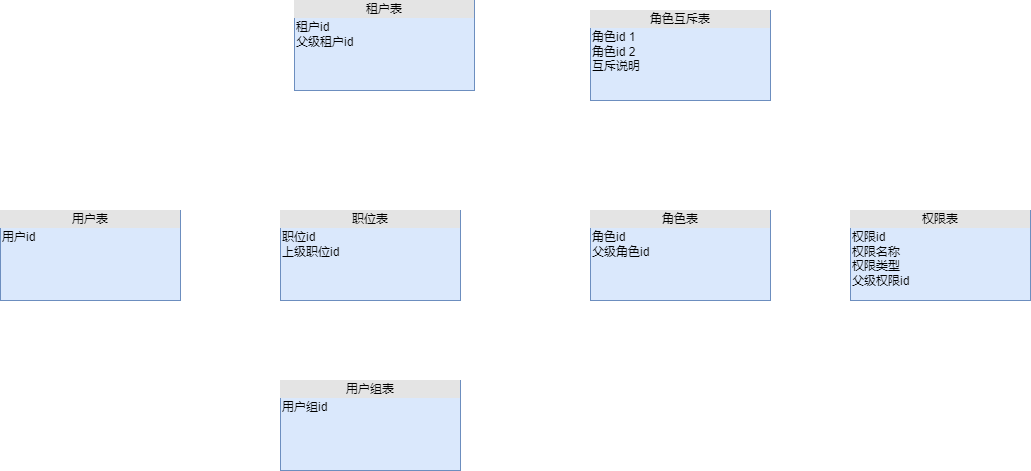 租户表
租户id
父级租户id
角色互斥表
角色id 1
角色id 2
互斥说明
用户表
用户id
职位表
职位id
上级职位id
角色表
角色id
父级角色id
权限表
权限id
权限名称
权限类型
父级权限id
用户组表
用户组id